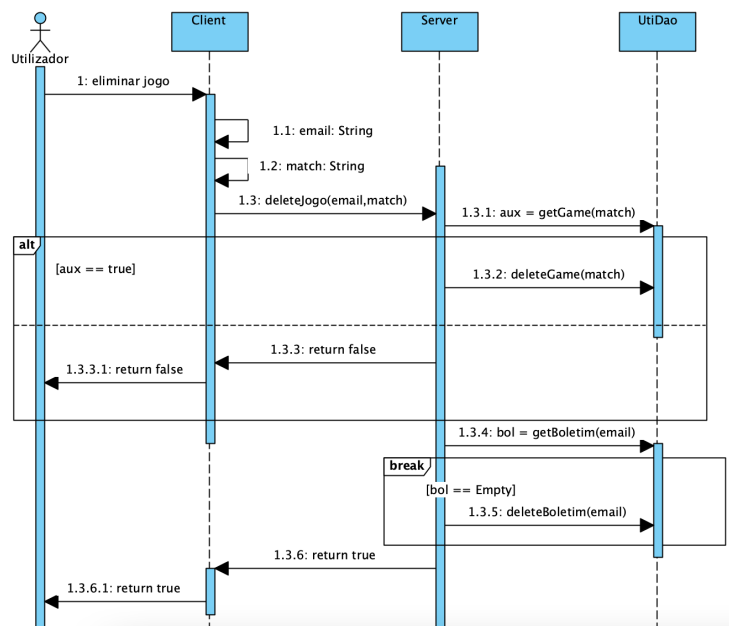 Client
Server
UtiDao
Utilizador
1: eliminar jogo
1.1: email: String
1.2: match: String
1.3: deleteJogo(email,match)
1.3.1: aux = getGame(match)
alt
[aux == true]
1.3.2: deleteGame(match)
1.3.3: return false
1.3.3.1: return false
1.3.4: bol = getBoletim(email)
break
[bol == Empty]
1.3.5: deleteBoletim(email)
1.3.6: return true
1.3.6.1: return true